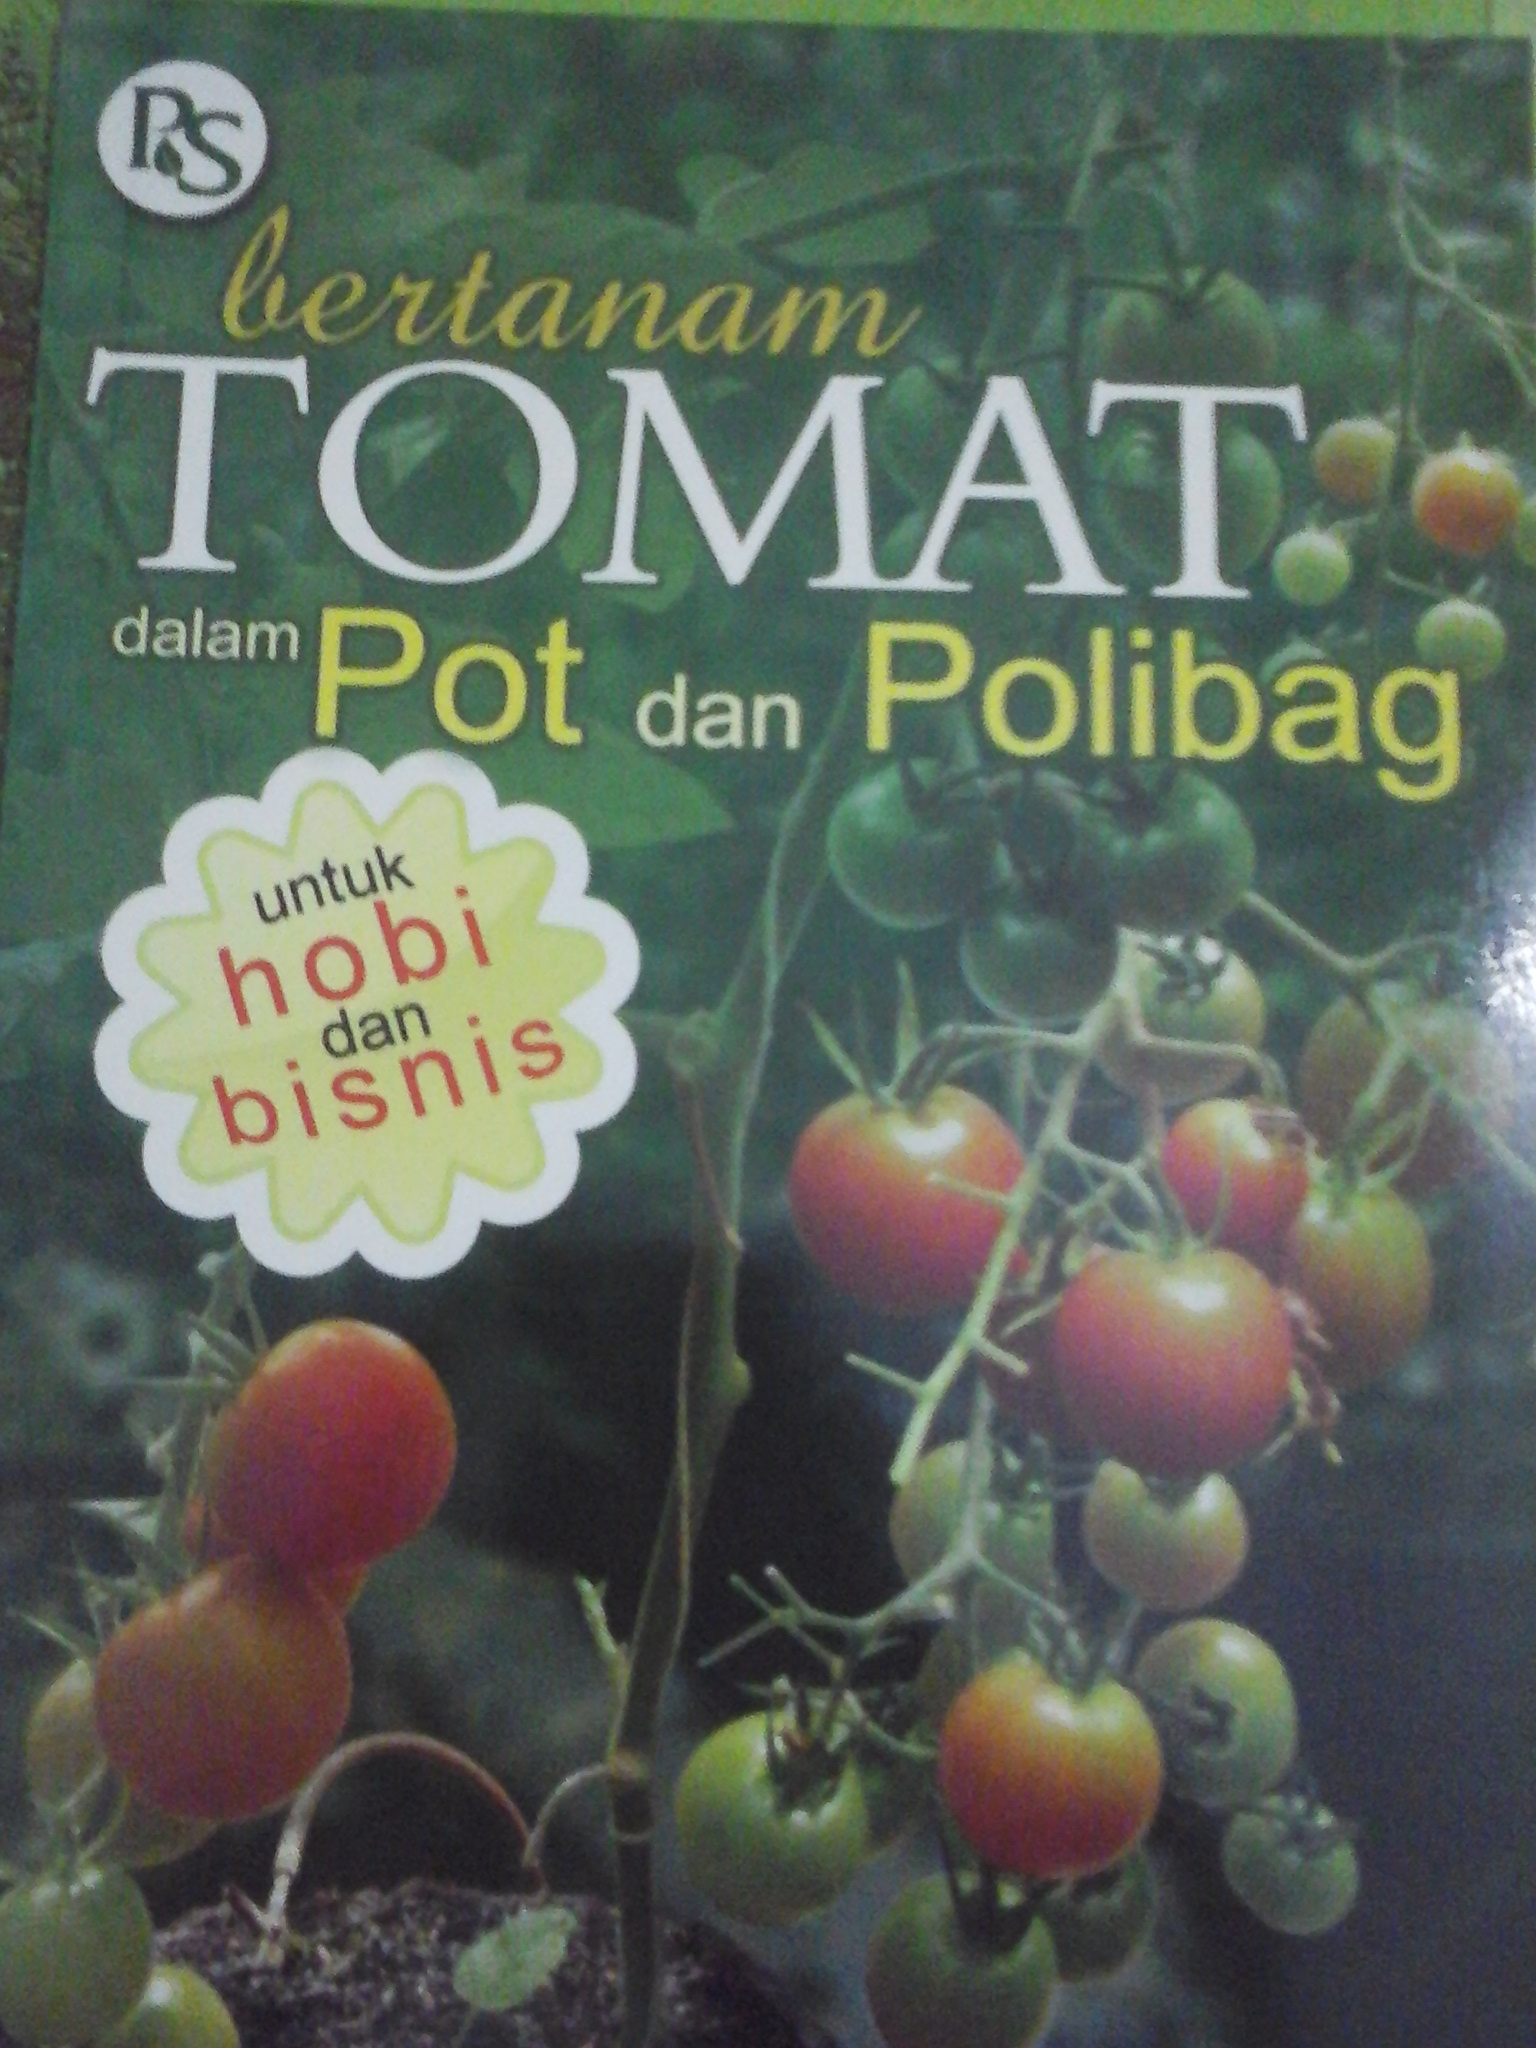 PS
bertanam
TOMAT
dalam Pot dan Polibag
untuk
hobi
dan
bisnis